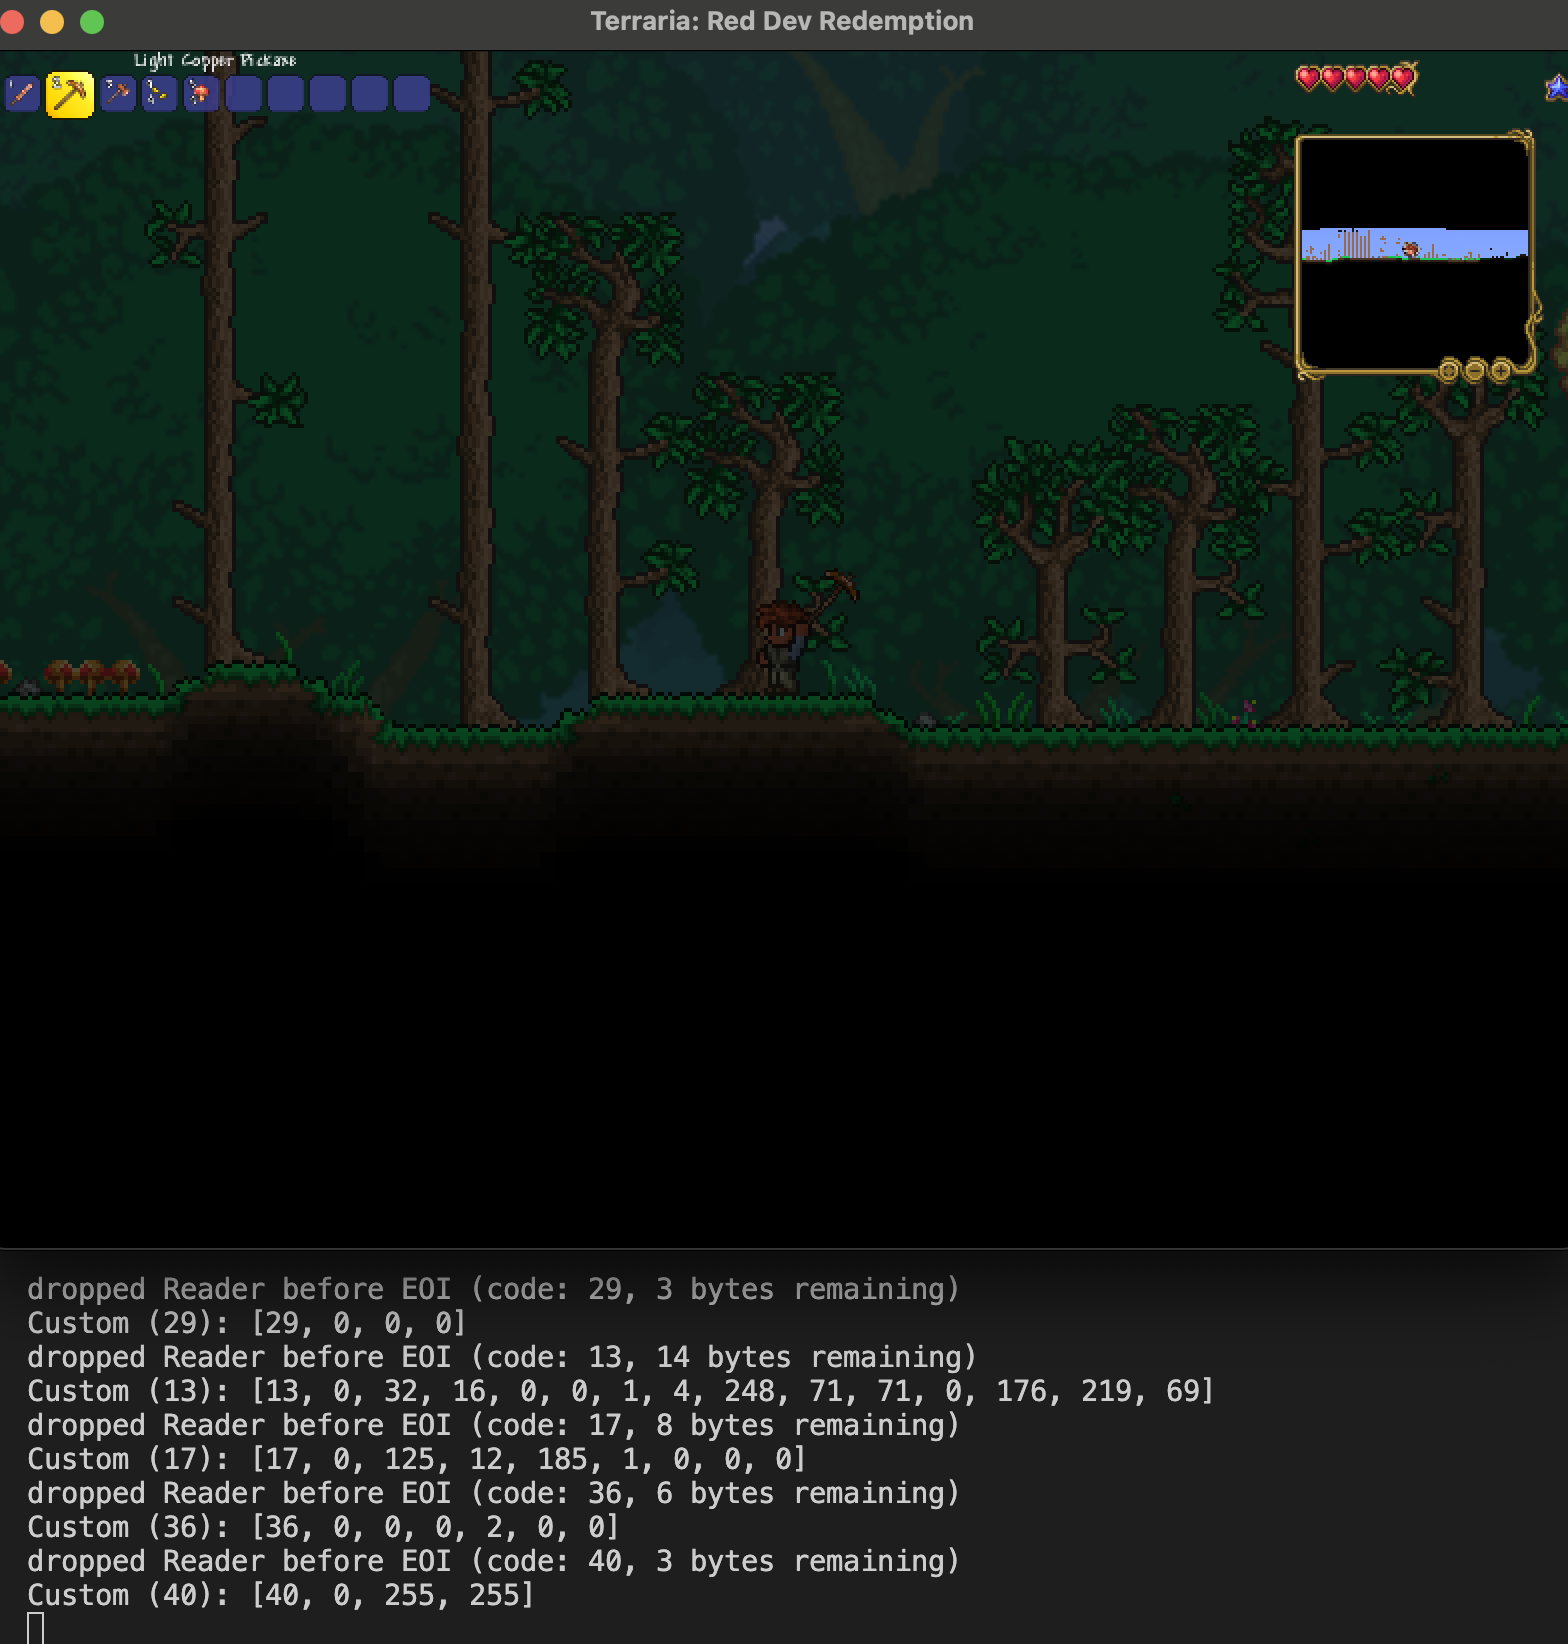 Terraria: Red Dev Redemption
Light Copper Pickaxe
dropped Reader before EOI (code: 29, 3 bytes remaining)
Custom (29): [29, 0, 0, 0]
dropped Reader before EOI (code: 13, 14 bytes remaining)
Custom (13): [13, 0, 32, 16, 0, 0, 1, 4, 248, 71, 71, 0, 176, 219, 69]
dropped Reader before EOI (code: 17, 8 bytes remaining)
Custom (17): [17, 0, 125, 12, 185, 1, 0, 0, 0]
dropped Reader before EOI (code: 36, 6 bytes remaining)
Custom (36): [36, 0, 0, 0, 2, 0, 0]
dropped Reader before EOI (code: 40, 3 bytes remaining)
Custom (40): [40, 0, 255, 255]